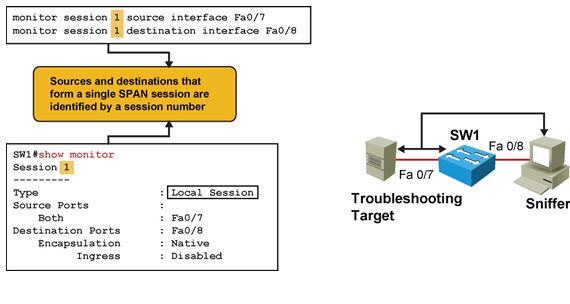 monitor session 1 source interface Fa0/7
monitor session 1 destination interface Fa0/8
Sources and destinations that
form a single SPAN session are
identified by a session number
SW1#show monitor
Session 1
---------
Type : Local Session
Source Ports :
Both : Fa0/7
Destination Ports : Fa0/8
Encapsulation : Native
Ingress : Disabled
SW1
Fa 0/8
Fa 0/7
Troubleshooting
Target
Sniffer